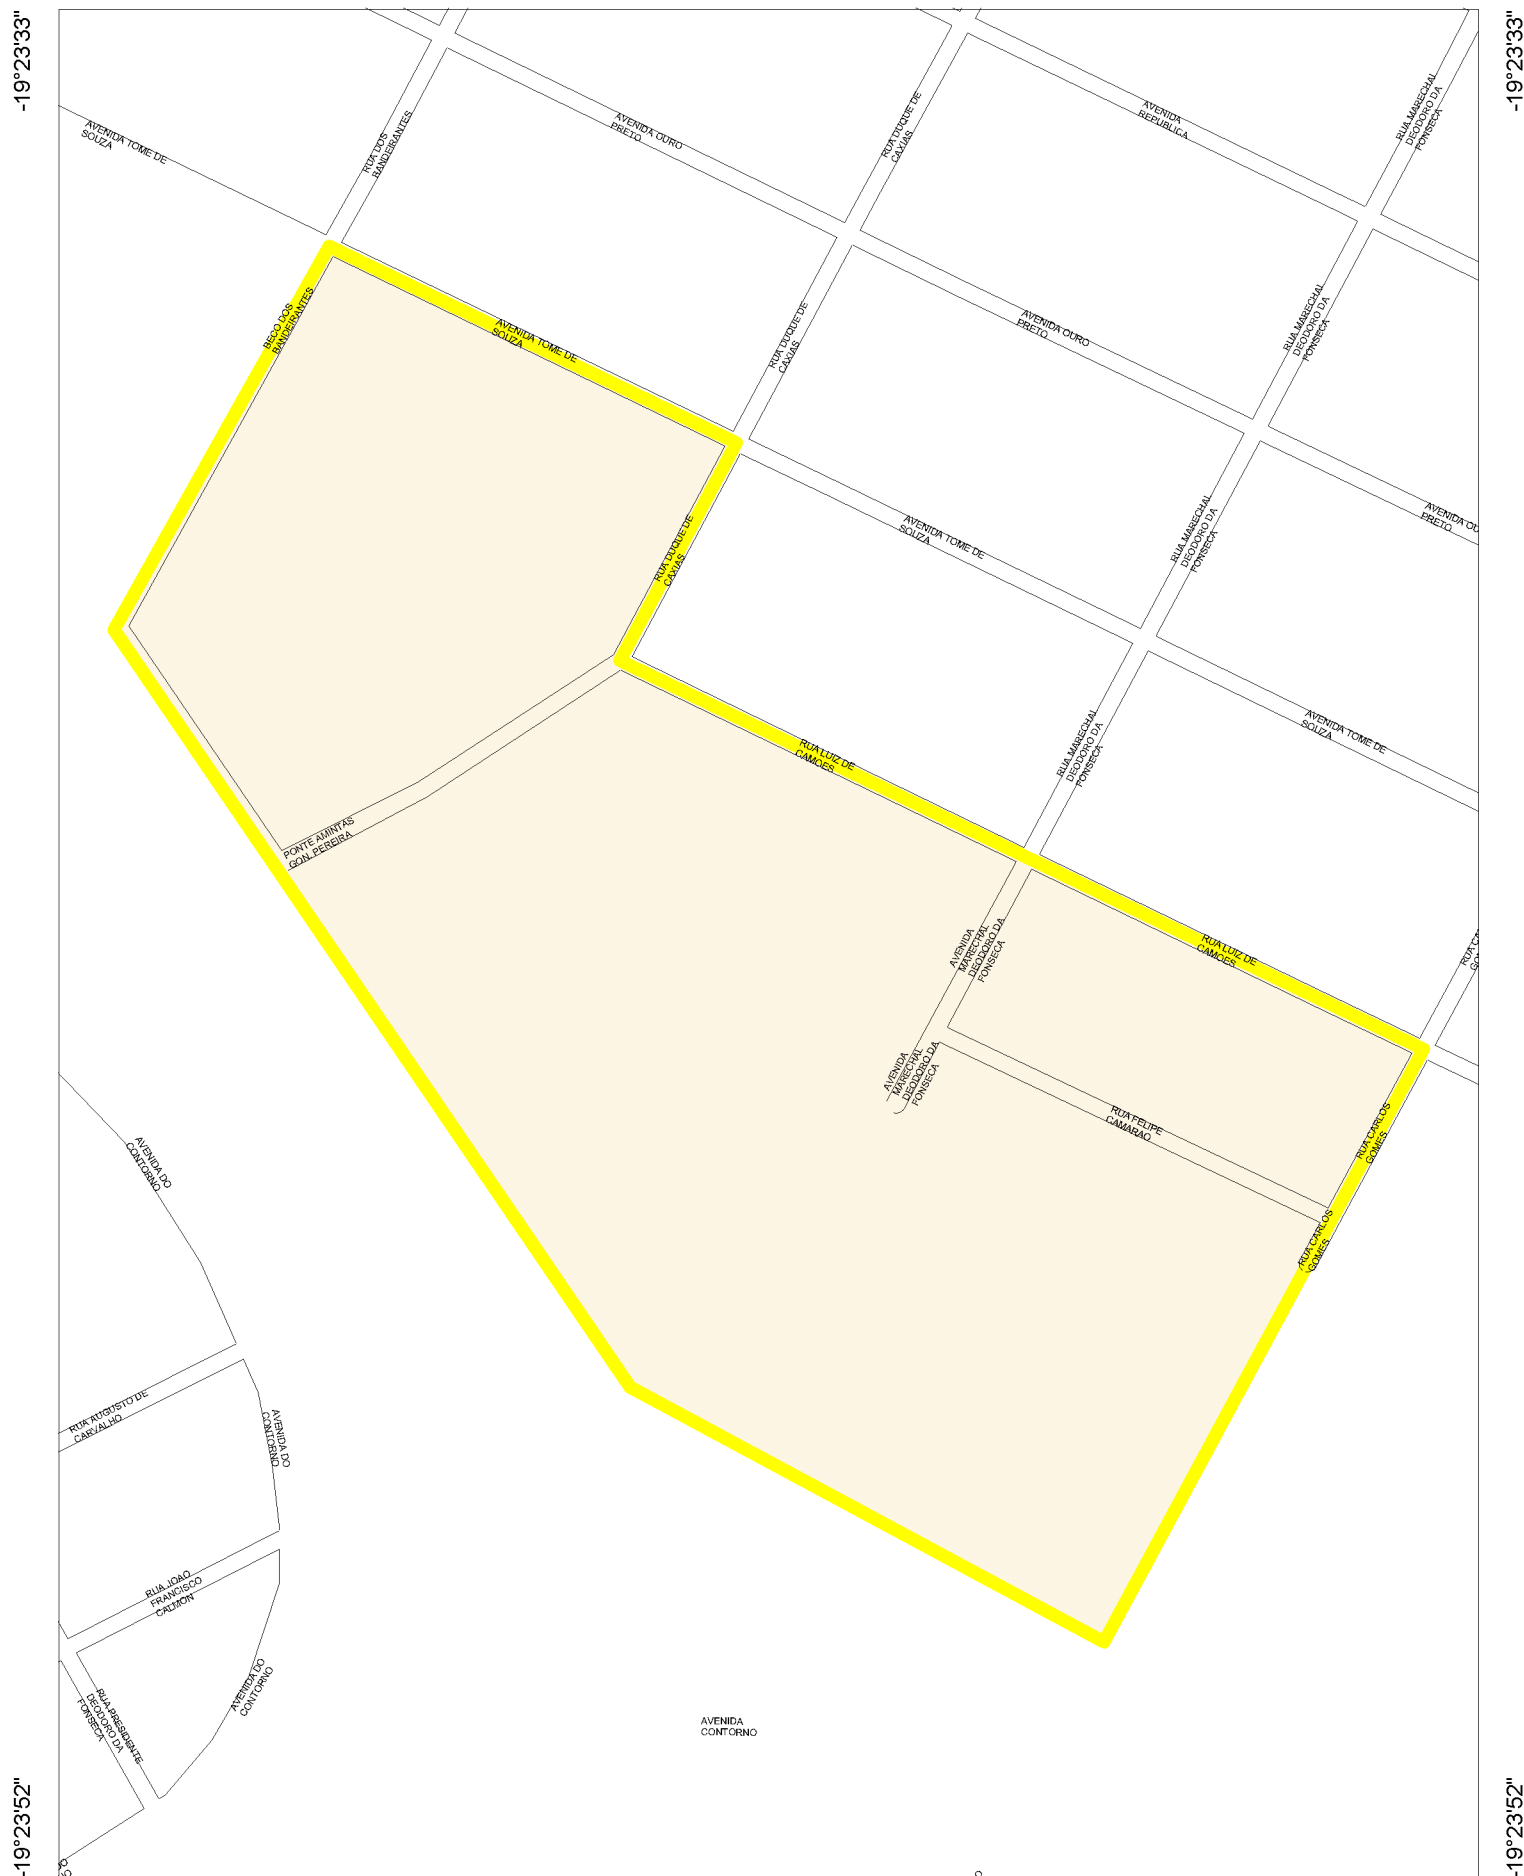 -19°23'33"
-19°23'33"
AVENIDA TOME DE
SOUZA
RUA DOS
BANDEIRANTES
AVENIDA OURO
PRETO
RUA DUQUE DE
CAXIAS
AVENIDA
REPUBLICA
RUA MARECHAL
DEODORO DA
FONSECA
BECO DOS
BANDEIRANTES
AVENIDA TOME DE
SOUZA
RUA DUQUE DE
CAXIAS
AVENIDA OURO
PRETO
RUA MARECHAL
DEODORO DA
FONSECA
RUA DUQUE DE
CAXIAS
AVENIDA TOME DE
SOUZA
RUA MARECHAL
DEODORO DA
FONSECA
AVENIDA OU
PRETO
RUA LUIZ DE
CAMOES
RUA MARECHAL
DEODORO DA
FONSECA
AVENIDA TOME DE
SOUZA
PONTE AMINTAS
GON. PEREIRA
AVENIDA
MARECHAL
DEODORO DA
FONSECA
RUA LUIZ DE
CAMOES
AVENIDA
MARECHAL
DEODORO DA
FONSECA
RUA FELIPE
CAMARAO
RUA CARLOS
GOMES
AVENIDA DO
CONTORNO
RUA CARLOS
GOMES
RUA AUGUSTO DE
CARVALHO
AVENIDA DO
CONTORNO
RUA JOAO
FRANCISCO
CALMON
AVENIDA DO
CONTORNO
RUA PRESIDENTE
DEODORO DA
FONSECA
AVENIDA
CONTORNO
-19°23'52"
-19°23'52"